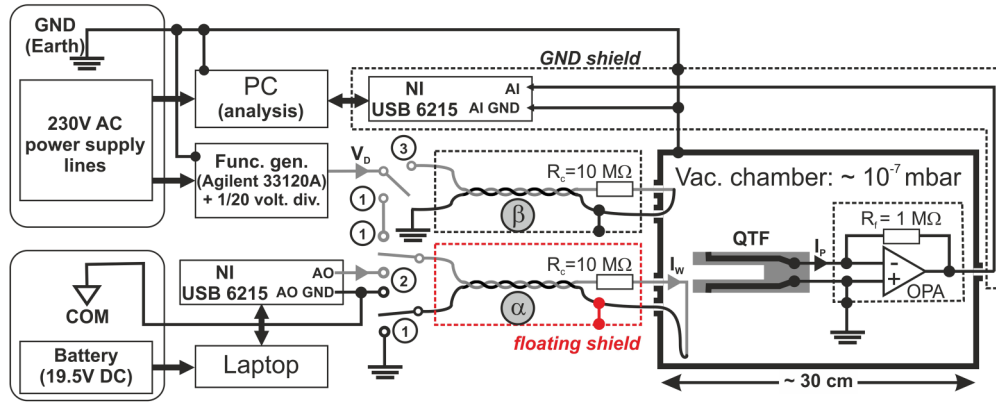 GND
(Earth)
230V AC
power supply
lines
PC
(analysis)
Func. gen.
(Agilent 33120A)
+ 1/20 volt. div.
GND shield
NI
USB 6215
AI
AI GND
V_D
3
1
1
2
1
R_c=10 MΩ
β
R_c=10 MΩ
α
floating shield
I_W
Vac. chamber: ~ 10⁻⁷ mbar
QTF
I_P
R_f = 1 MΩ
-
+
OPA
~ 30 cm
COM
Battery
(19.5V DC)
NI
USB 6215
AO
AO GND
Laptop